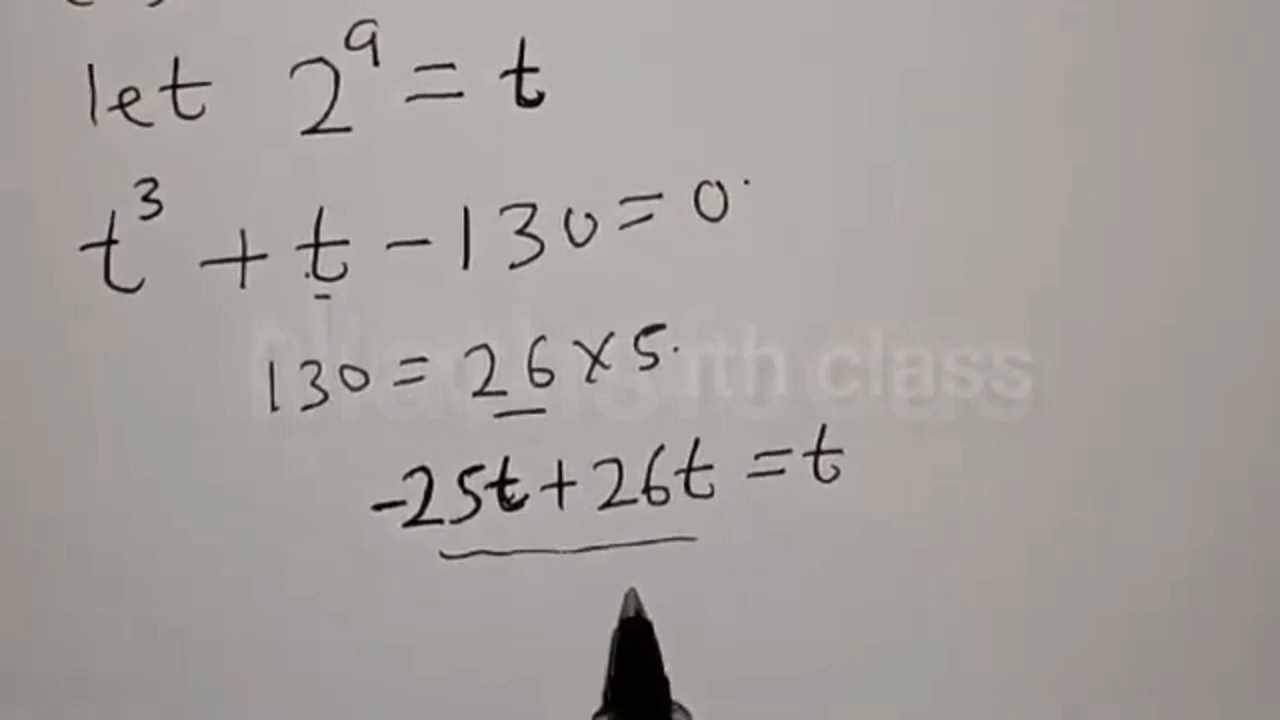 let 2^a = t
t^3 + t - 130 = 0
130 = 26 × 5
-25t + 26t = t